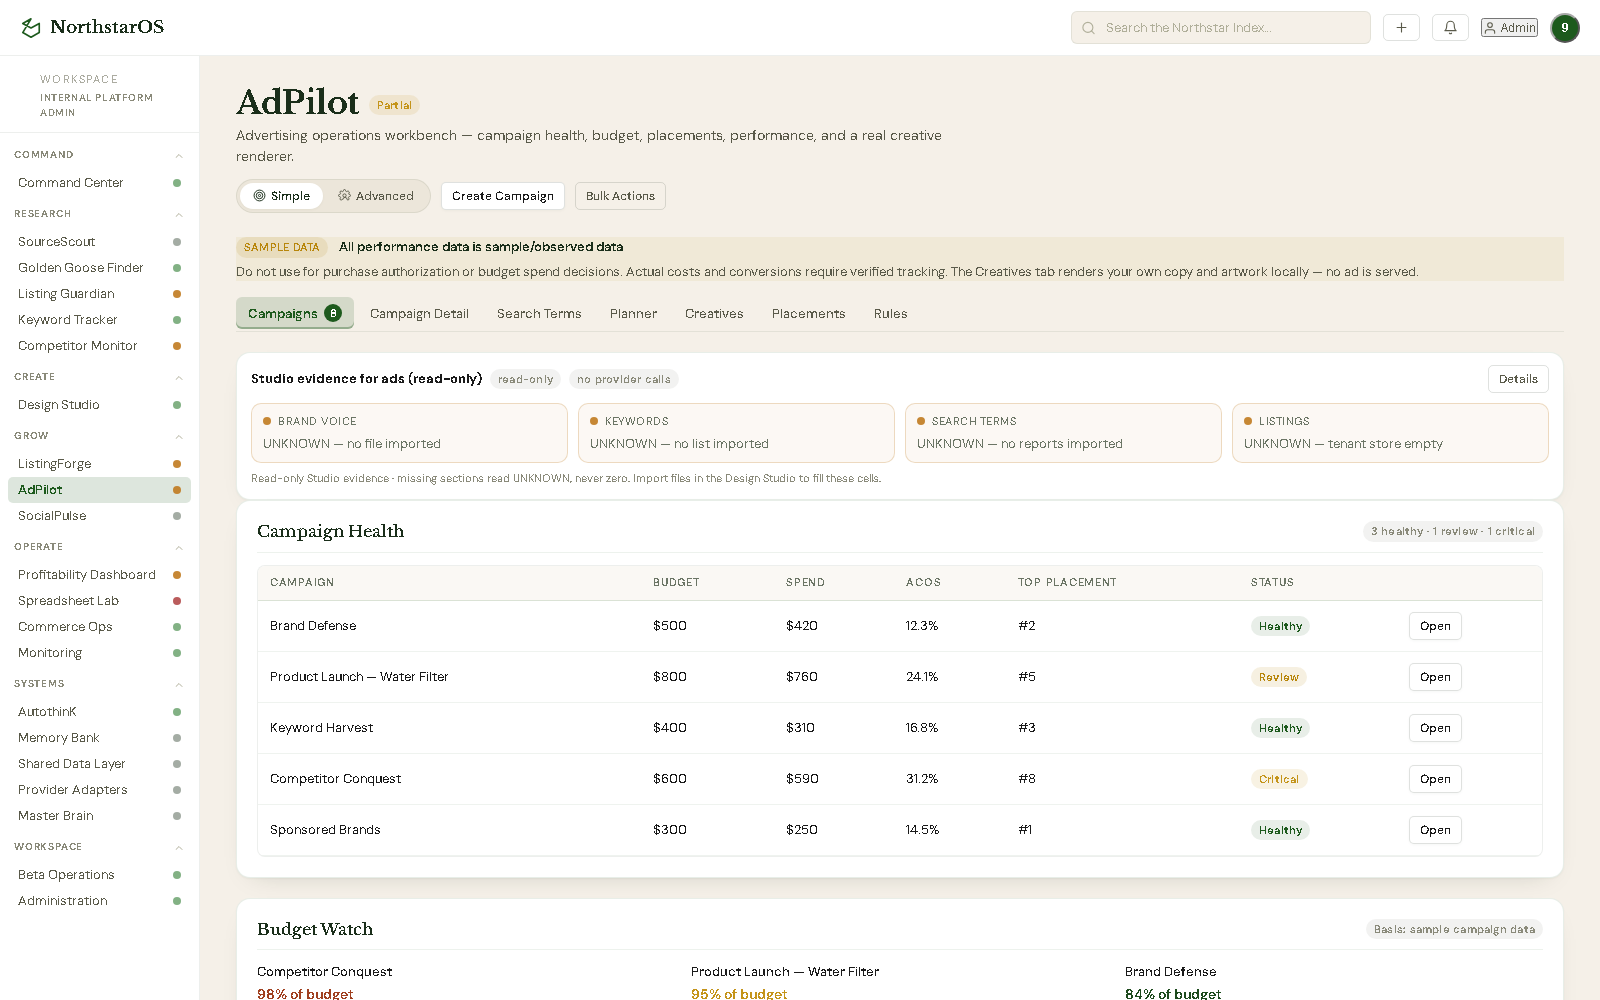 NorthstarOS
Search the Northstar Index...
Admin
9
WORKSPACE
INTERNAL PLATFORM
ADMIN
COMMAND
Command Center
RESEARCH
SourceScout
Golden Goose Finder
Listing Guardian
Keyword Tracker
Competitor Monitor
CREATE
Design Studio
GROW
ListingForge
AdPilot
SocialPulse
OPERATE
Profitability Dashboard
Spreadsheet Lab
Commerce Ops
Monitoring
SYSTEMS
AutothinK
Memory Bank
Shared Data Layer
Provider Adapters
Master Brain
WORKSPACE
Beta Operations
Administration
AdPilot Partial
Advertising operations workbench — campaign health, budget, placements, performance, and a real creative
renderer.
Simple Advanced Create Campaign Bulk Actions
SAMPLE DATA All performance data is sample/observed data
Do not use for purchase authorization or budget spend decisions. Actual costs and conversions require verified tracking. The Creatives tab renders your own copy and artwork locally — no ad is served.
Campaigns 8 Campaign Detail Search Terms Planner Creatives Placements Rules
Studio evidence for ads (read-only) read-only no provider calls Details
BRAND VOICE
UNKNOWN — no file imported
KEYWORDS
UNKNOWN — no list imported
SEARCH TERMS
UNKNOWN — no reports imported
LISTINGS
UNKNOWN — tenant store empty
Read-only Studio evidence · missing sections read UNKNOWN, never zero. Import files in the Design Studio to fill these cells.
Campaign Health 3 healthy · 1 review · 1 critical
CAMPAIGN BUDGET SPEND ACOS TOP PLACEMENT STATUS
Brand Defense $500 $420 12.3% #2 Healthy Open
Product Launch — Water Filter $800 $760 24.1% #5 Review Open
Keyword Harvest $400 $310 16.8% #3 Healthy Open
Competitor Conquest $600 $590 31.2% #8 Critical Open
Sponsored Brands $300 $250 14.5% #1 Healthy Open
Budget Watch Basis: sample campaign data
Competitor Conquest Product Launch — Water Filter Brand Defense
98% of budget 95% of budget 84% of budget